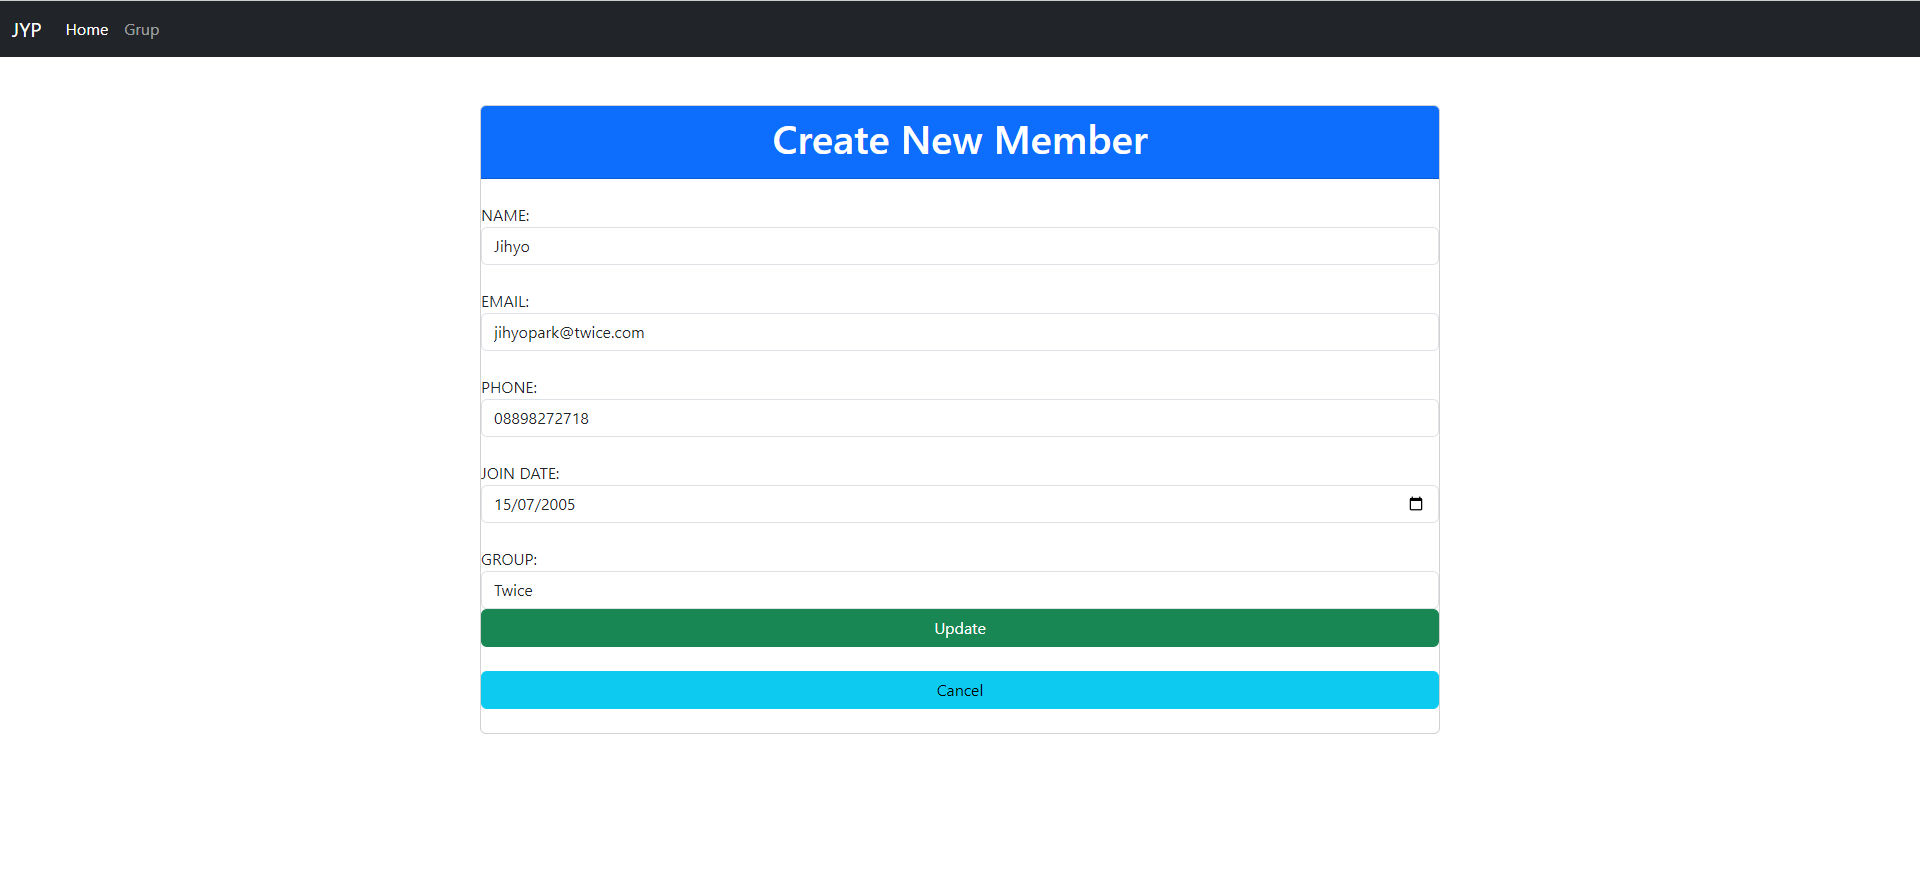 JYP Home Grup
Create New Member
NAME:
Jihyo
EMAIL:
jihyopark@twice.com
PHONE:
08898272718
JOIN DATE:
15/07/2005
GROUP:
Twice
Update
Cancel